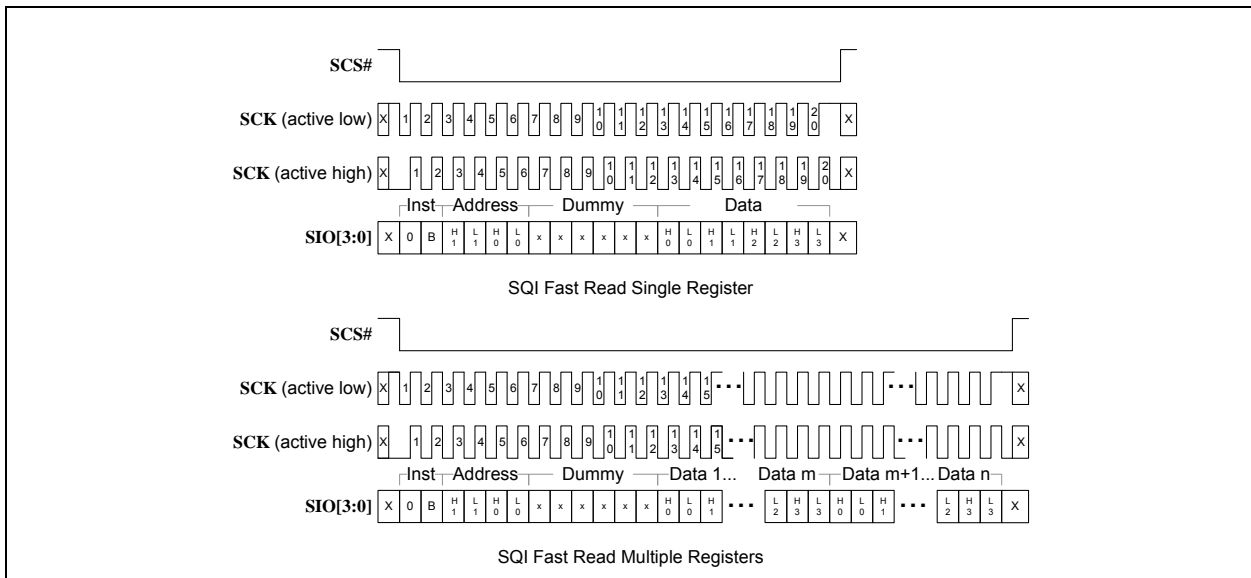 SCS#
SCK (active low) X 1 2 3 4 5 6 7 8 9 10 11 12 13 14 15 16 17 18 19 20 X
SCK (active high) X 1 2 3 4 5 6 7 8 9 10 11 12 13 14 15 16 17 18 19 20 X
Inst Address Dummy Data
SIO[3:0] X 0 B H1 L1 H0 L0 x x x x x x H0 L0 H1 L1 H2 L2 H3 L3 X
SQI Fast Read Single Register
SCS#
SCK (active low) X 1 2 3 4 5 6 7 8 9 10 11 12 13 14 15 ... ... X
SCK (active high) X 1 2 3 4 5 6 7 8 9 10 11 12 13 14 15 ... ... X
Inst Address Dummy Data 1... Data m Data m+1... Data n
SIO[3:0] X 0 B H1 L1 H0 L0 x x x x x x H0 L0 H1 ... L2 H3 L3 H0 L0 H1 ... L2 H3 L3 X
SQI Fast Read Multiple Registers